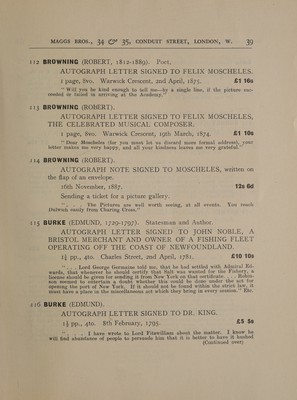 MAGGS BROS., 34 & 35, CONDUIT STREET, LONDON, W. 39
112 BROWNING (ROBERT, 1812-1889). Poet.
AUTOGRAPH LETTER SIGNED TO FELIX MOSCHELES.
1 page, 8vo. Warwick Crescent, 2nd April, 1875. £1 16s
"Will you be kind enough to tell me—by a single line, if the picture succeeded or failed in arriving at the Academy."
113 BROWNING (ROBERT).
AUTOGRAPH LETTER SIGNED TO FELIX MOSCHELES,
THE CELEBRATED MUSICAL COMPOSER.
1 page, 8vo. Warwick Crescent, 19th March, 1874. £1 10s
"Dear Moscheles (for you must let us discard more formal address), your
letter makes me very happy, and all your kindness leaves me very grateful."
114 BROWNING (ROBERT).
AUTOGRAPH NOTE SIGNED TO MOSCHELES, written on
the flap of an envelope.
16th November, 1887. 12s 6d
Sending a ticket for a picture gallery.
". . . The Pictures are well worth seeing, at all events. You reach
Dulwich easily from Charing Cross."
115 BURKE (EDMUND, 1729-1797). Statesman and Author.
AUTOGRAPH LETTER SIGNED TO JOHN NOBLE, A
BRISTOL MERCHANT AND OWNER OF A FISHING FLEET
OPERATING OFF THE COAST OF NEWFOUNDLAND.
1½ pp., 4to. Charles Street, 2nd April, 1781. £10 10s
". . . Lord George Germaine told me, that he had settled with Admiral Edwards, that whenever he should certify that Salt was wanted for the Fishery, a
license should be given for sending it from New York on that certificate. . . . Robinson seemed to entertain a doubt whether this could be done under the act for
opening the port of New York. If it should not be found within the strict law, it
must have a place in the miscellaneous act which they bring in every session." Etc.
116 BURKE (EDMUND).
AUTOGRAPH LETTER SIGNED TO DR. KING.
1½ pp., 4to. 8th February, 1795. £5 5s
". . . I have wrote to Lord Fitzwilliam about the matter. I know he
will find abundance of people to persuade him that it is better to have it hushed
(Continued over)